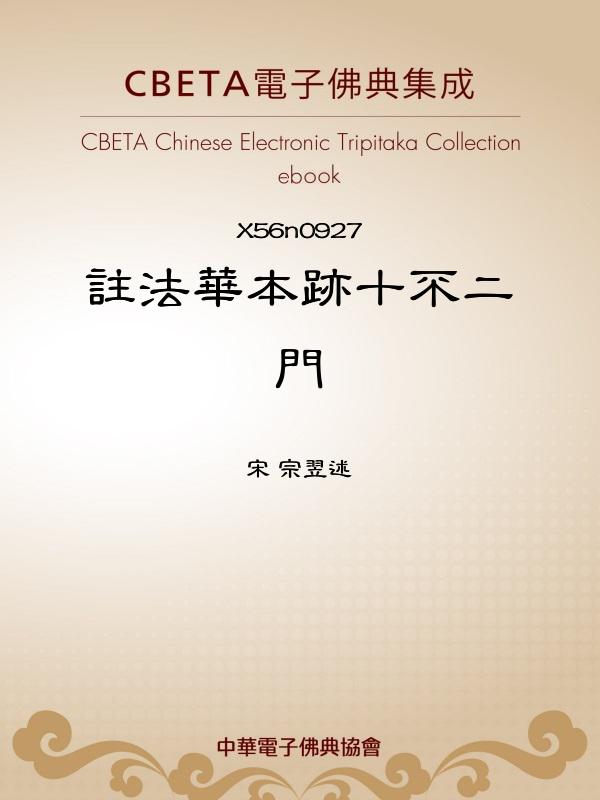 CBETA電子佛典集成
CBETA Chinese Electronic Tripitaka Collection
ebook
X56n0927
註法華本跡十不二
門
宋 宗翌述
中華電子佛典協會